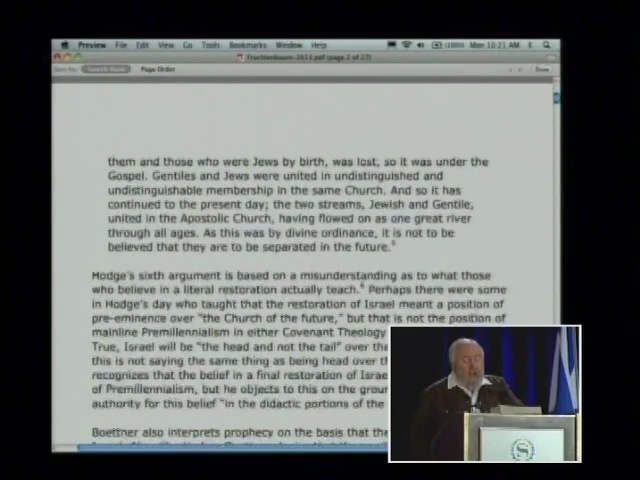 Preview File Edit View Go Tools Bookmarks Window Help Mon 10:21 AM
Fruchtenbaum-2011.pdf (page 2 of 27)
Page Order
them and those who were Jews by birth, was lost, so it was under the
Gospel. Gentiles and Jews were united in undistinguished and
undistinguishable membership in the same Church. And so it has
continued to the present day; the two streams, Jewish and Gentile,
united in the Apostolic Church, having flowed on as one great river
through all ages. As this was by divine ordinance, it is not to be
believed that they are to be separated in the future.
Hodge's sixth argument is based on a misunderstanding as to what those
who believe in a literal restoration actually teach. Perhaps there were some
in Hodge's day who taught that the restoration of Israel meant a position of
pre-eminence over "the Church of the future," but that is not the position of
mainline Premillennialism in either Covenant Theology
True, Israel will be "the head and not the tail" over the
this is not saying the same thing as being head over th
recognizes that the belief in a final restoration of Israe
of Premillennialism, but he objects to this on the groun
authority for this belief "in the didactic portions of the
Boettner also interprets prophecy on the basis that the